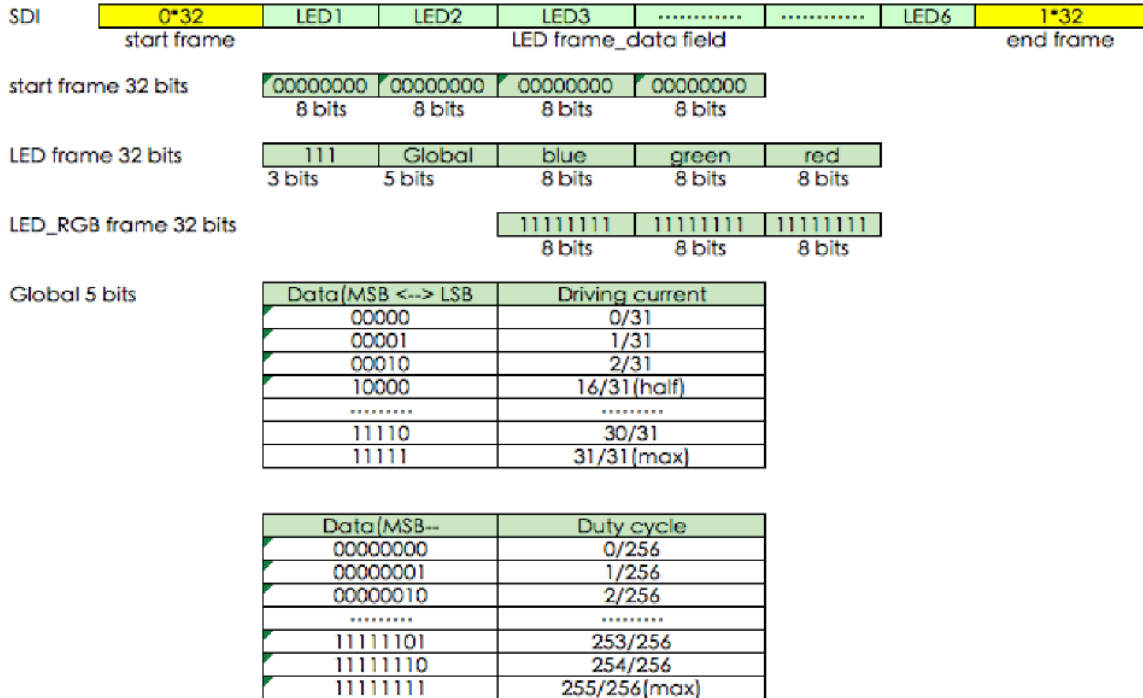 SDI 0*32 LED1 LED2 LED3 ............ ............ LED6 1*32
start frame LED frame_data field end frame
start frame 32 bits 00000000 00000000 00000000 00000000
8 bits 8 bits 8 bits 8 bits
LED frame 32 bits 111 Global blue green red
3 bits 5 bits 8 bits 8 bits 8 bits
LED_RGB frame 32 bits 11111111 11111111 11111111
8 bits 8 bits 8 bits
Global 5 bits Data(MSB <--> LSB Driving current
00000 0/31
00001 1/31
00010 2/31
10000 16/31(half)
......... .........
11110 30/31
11111 31/31(max)
Data(MSB-- Duty cycle
00000000 0/256
00000001 1/256
00000010 2/256
......... .........
11111101 253/256
11111110 254/256
11111111 255/256(max)